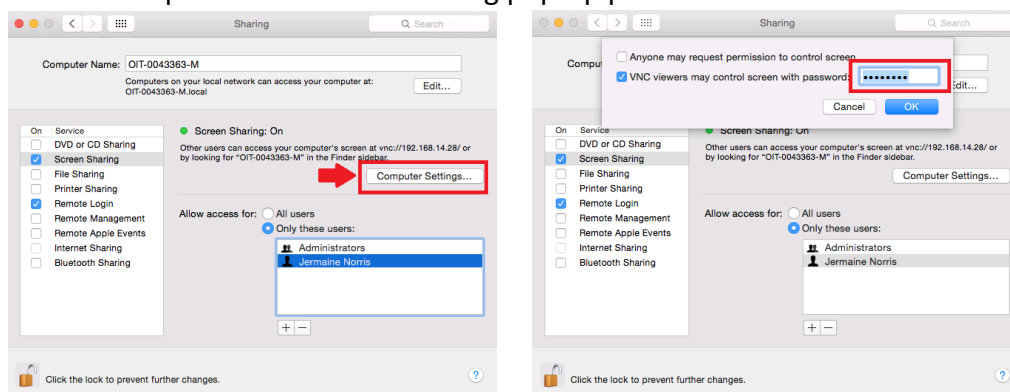 Sharing
Search
Computer Name: OIT-0043363-M
Computers on your local network can access your computer at:
OIT-0043363-M.local
Edit...
On Service
DVD or CD Sharing
Screen Sharing
File Sharing
Printer Sharing
Remote Login
Remote Management
Remote Apple Events
Internet Sharing
Bluetooth Sharing
Screen Sharing: On
Other users can access your computer's screen at vnc://192.168.14.28/ or
by looking for “OIT-0043363-M” in the Finder sidebar.
Computer Settings...
Allow access for: All users
Only these users:
Administrators
Jermaine Norris
+ −
Click the lock to prevent further changes.
?
Sharing
Search
Anyone may request permission to control screen
VNC viewers may control screen with password:
••••••••
Cancel
OK
On Service
DVD or CD Sharing
Screen Sharing
File Sharing
Printer Sharing
Remote Login
Remote Management
Remote Apple Events
Internet Sharing
Bluetooth Sharing
Screen Sharing: On
Other users can access your computer's screen at vnc://192.168.14.28/ or
by looking for “OIT-0043363-M” in the Finder sidebar.
Computer Settings...
Allow access for: All users
Only these users:
Administrators
Jermaine Norris
+ −
Click the lock to prevent further changes.
?